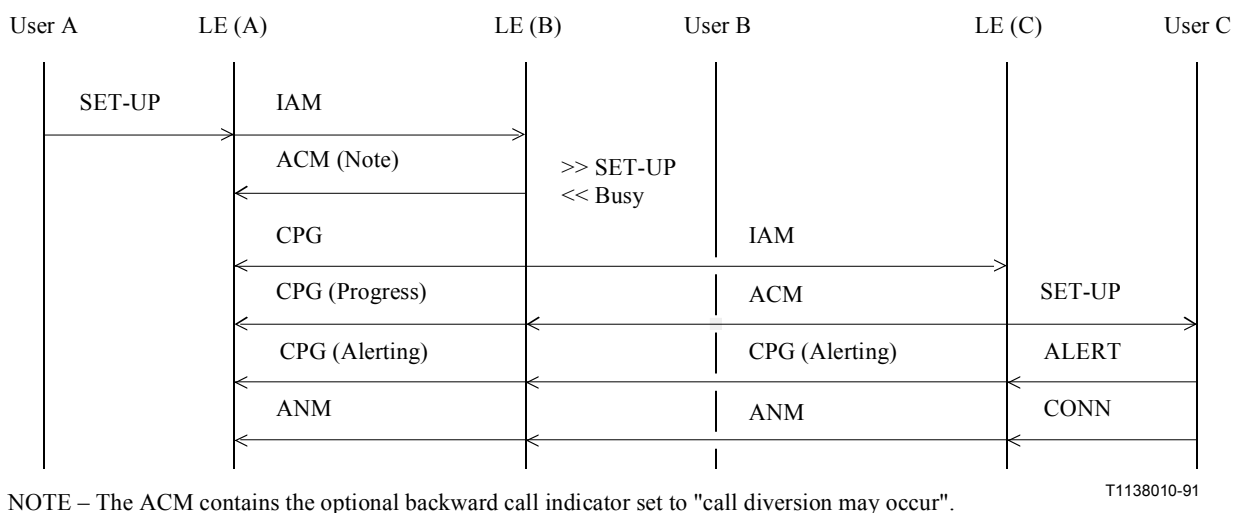 User A LE (A) LE (B) User B LE (C) User C
SET-UP IAM
ACM (Note)
>> SET-UP
<< Busy
CPG IAM
CPG (Progress) ACM SET-UP
CPG (Alerting) CPG (Alerting) ALERT
ANM ANM CONN
T1138010-91
NOTE – The ACM contains the optional backward call indicator set to "call diversion may occur".